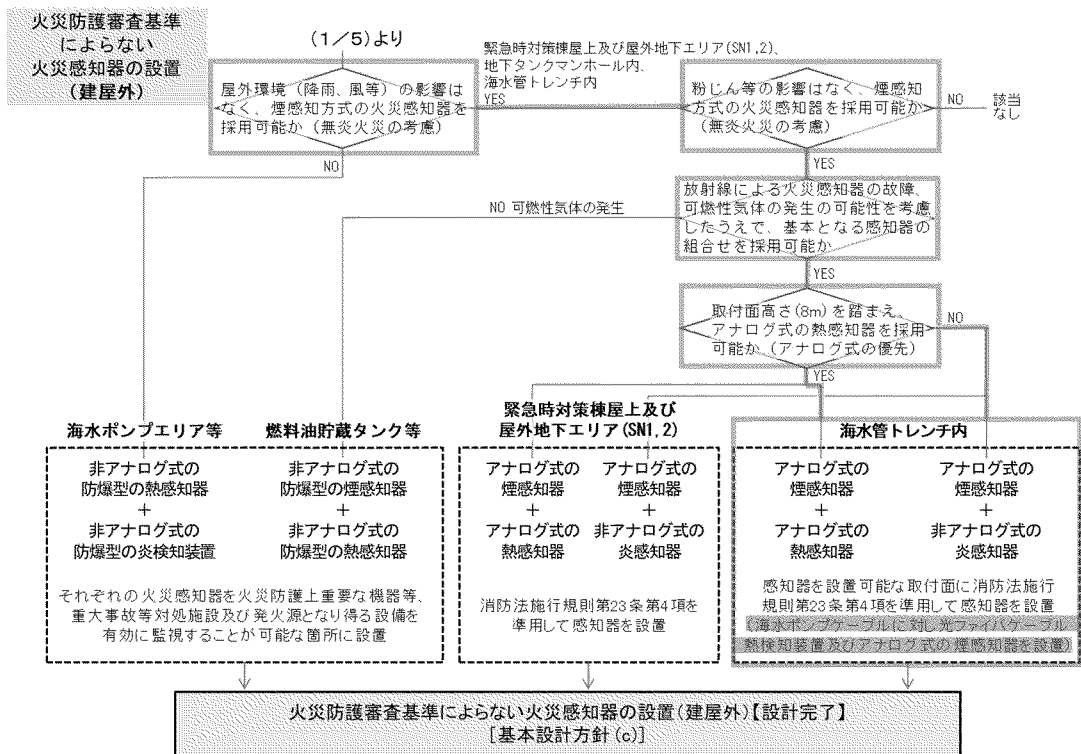 火災防護審査基準
によらない
火災感知器の設置
(建屋外)
(1/5)より
緊急時対策棟屋上及び屋外地下エリア(SN1,2)、
地下タンクマンホール内、
海水管トレンチ内
屋外環境(降雨、風等)の影響は
なく、煙感知方式の火災感知器を
採用可能か(無炎火災の考慮)
YES
NO
粉じん等の影響はなく、煙感知
方式の火災感知器を採用可能か
(無炎火災の考慮)
NO
該当
なし
YES
放射線による火災感知器の故障、
可燃性気体の発生の可能性を考慮
したうえで、基本となる感知器の
組合せを採用可能か
NO 可燃性気体の発生
YES
取付面高さ(8m)を踏まえ、
アナログ式の熱感知器を採用
可能か(アナログ式の優先)
NO
YES
海水ポンプエリア等
非アナログ式の
防爆型の熱感知器
+
非アナログ式の
防爆型の炎検知装置
燃料油貯蔵タンク等
非アナログ式の
防爆型の煙感知器
+
非アナログ式の
防爆型の熱感知器
それぞれの火災感知器を火災防護上重要な機器等、
重大事故等対処施設及び発火源となり得る設備を
有効に監視することが可能な箇所に設置
緊急時対策棟屋上及び
屋外地下エリア(SN1,2)
アナログ式の
煙感知器
+
アナログ式の
熱感知器
アナログ式の
煙感知器
+
非アナログ式の
炎感知器
消防法施行規則第23条第4項を
準用して感知器を設置
海水管トレンチ内
アナログ式の
煙感知器
+
アナログ式の
熱感知器
アナログ式の
煙感知器
+
非アナログ式の
炎感知器
感知器を設置可能な取付面に消防法施行
規則第23条第4項を準用して感知器を設置
(海水ポンプケーブルに対し光ファイバケーブル
熱検知装置及びアナログ式の煙感知器を設置)
火災防護審査基準によらない火災感知器の設置(建屋外)【設計完了】
[基本設計方針(c)]